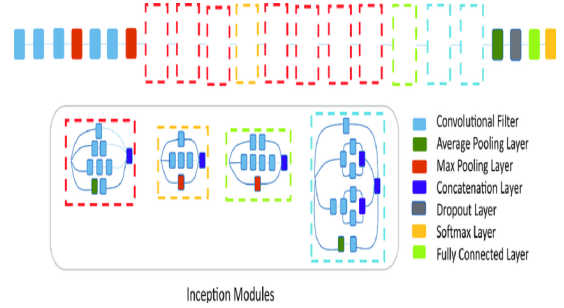 Convolutional Filter
Average Pooling Layer
Max Pooling Layer
Concatenation Layer
Dropout Layer
Softmax Layer
Fully Connected Layer
Inception Modules